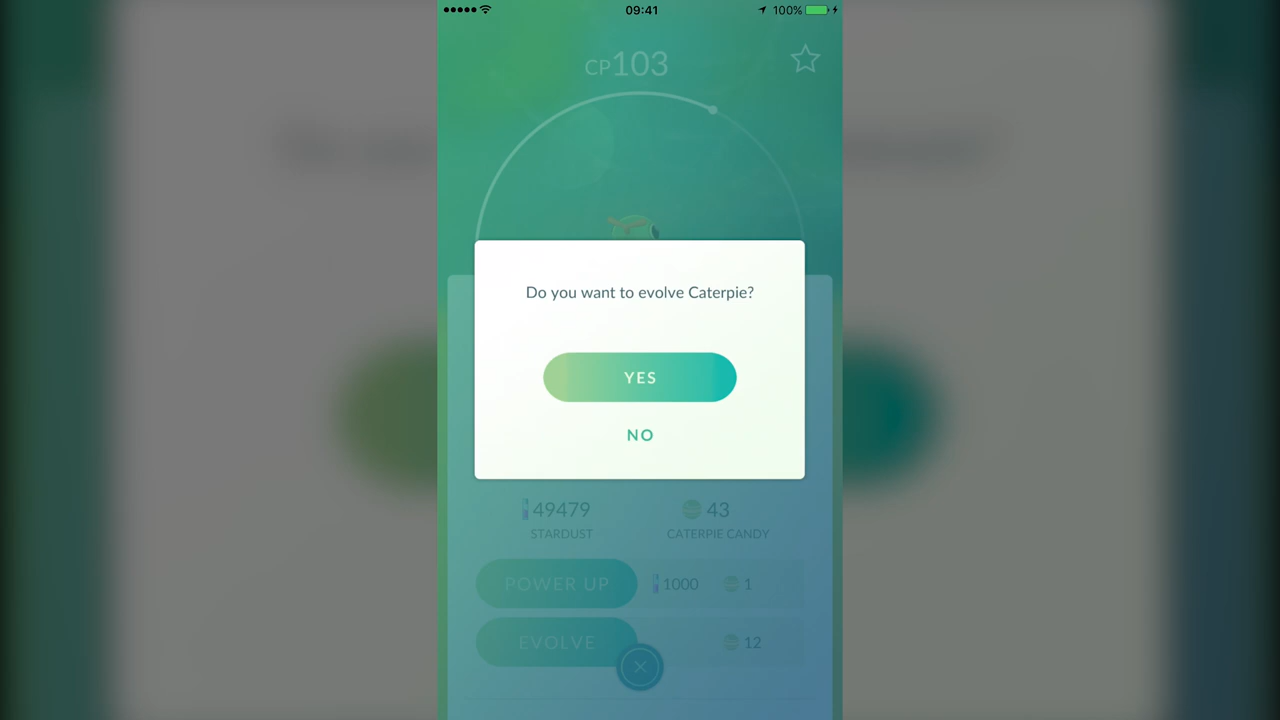 09:41
100%
CP103
Do you want to evolve Caterpie?
YES
NO
49479
43
STARDUST
CATERPIE CANDY
POWER UP
1000
1
EVOLVE
12